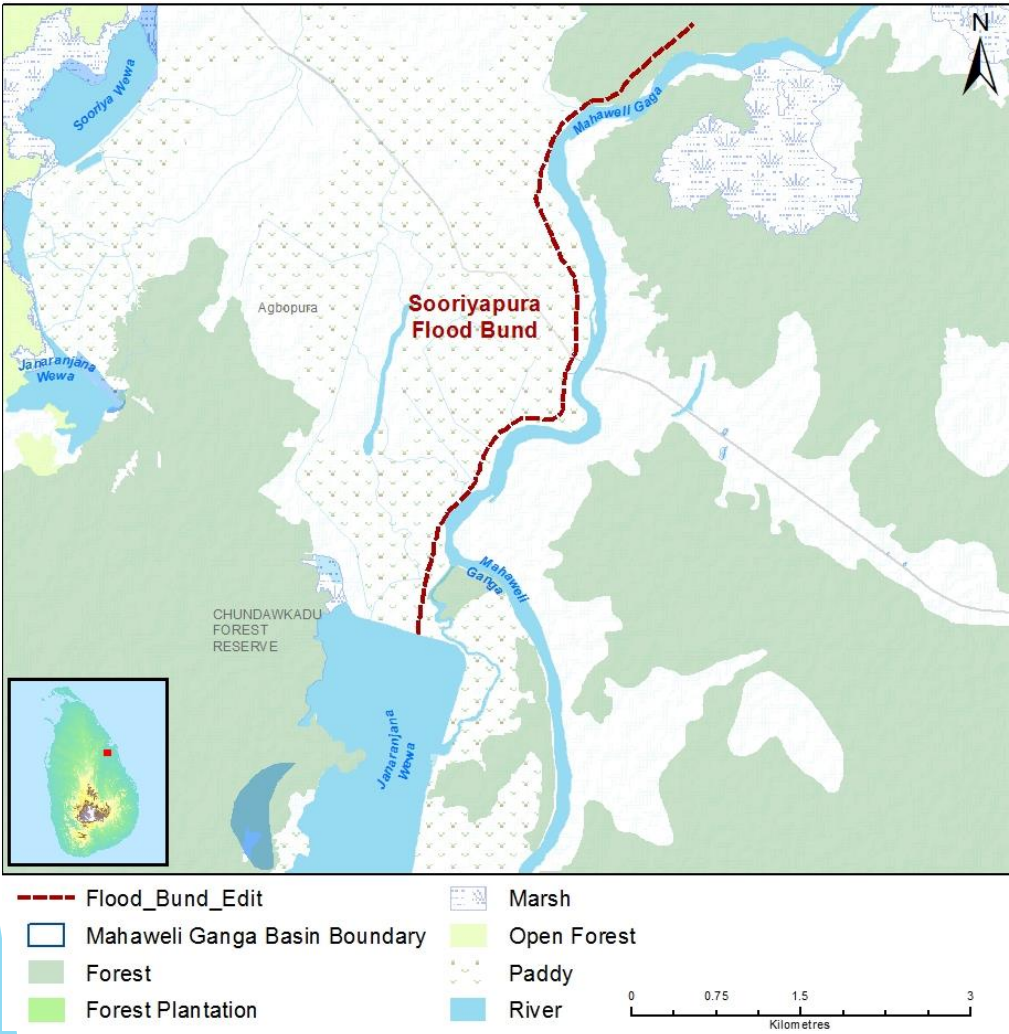 N
Sooriya Wewa
Mahaweli Gaga
Agbopura
Sooriyapura
Flood Bund
Janaranjana
Wewa
Mahaweli
Ganga
CHUNDAWKADU
FOREST
RESERVE
Janaranjana
Wewa
Flood_Bund_Edit
Mahaweli Ganga Basin Boundary
Forest
Forest Plantation
Marsh
Open Forest
Paddy
River
0 0.75 1.5 3
Kilometres